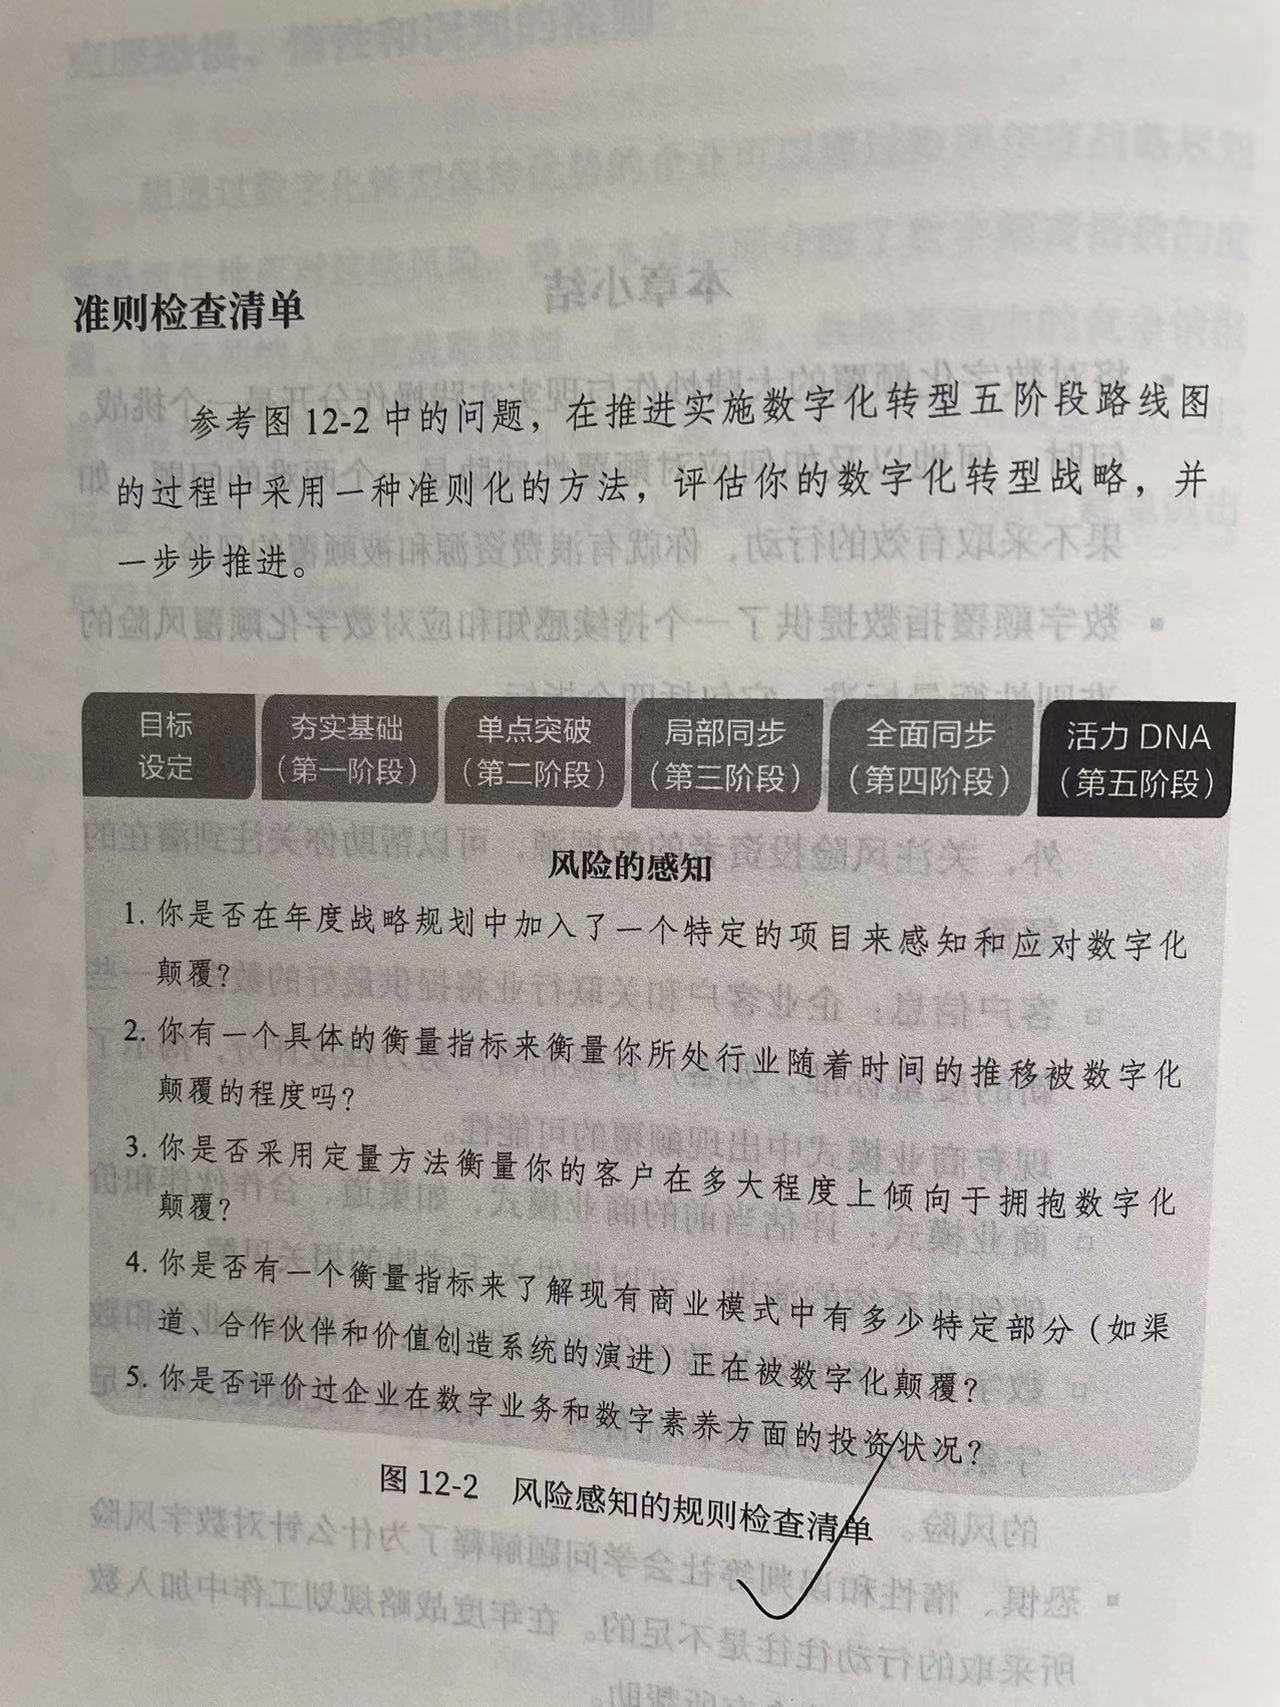 准则检查清单
参考图 12-2 中的问题，在推进实施数字化转型五阶段路线图
的过程中采用一种准则化的方法，评估你的数字化转型战略，并
一步步推进。
目标
设定
夯实基础
（第一阶段）
单点突破
（第二阶段）
局部同步
（第三阶段）
全面同步
（第四阶段）
活力 DNA
（第五阶段）
风险的感知
1. 你是否在年度战略规划中加入了一个特定的项目来感知和应对数字化
颠覆？
2. 你有一个具体的衡量指标来衡量你所处行业随着时间的推移被数字化
颠覆的程度吗？
3. 你是否采用定量方法衡量你的客户在多大程度上倾向于拥抱数字化
颠覆？
4. 你是否有一个衡量指标来了解现有商业模式中有多少特定部分（如渠
道、合作伙伴和价值创造系统的演进）正在被数字化颠覆？
5. 你是否评价过企业在数字业务和数字素养方面的投资状况？
图 12-2 风险感知的规则检查清单